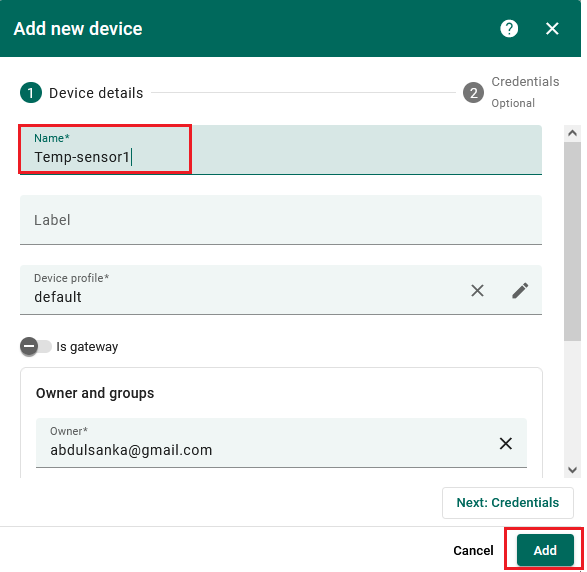 Add new device
?
1 Device details
2 Credentials
Optional
Name*
Temp-sensor1
Label
Device profile*
default
Is gateway
Owner and groups
Owner*
abdulsanka@gmail.com
Next: Credentials
Cancel Add